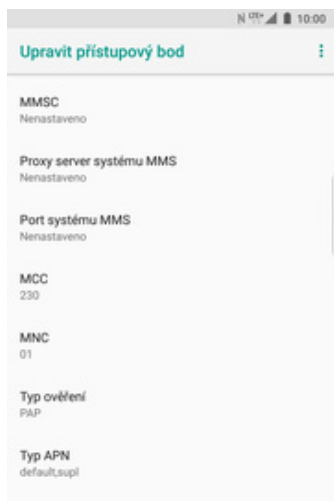 10:00
Upravit přístupový bod
MMSC
Nenastaveno
Proxy server systému MMS
Nenastaveno
Port systému MMS
Nenastaveno
MCC
230
MNC
01
Typ ověření
PAP
Typ APN
default,supl